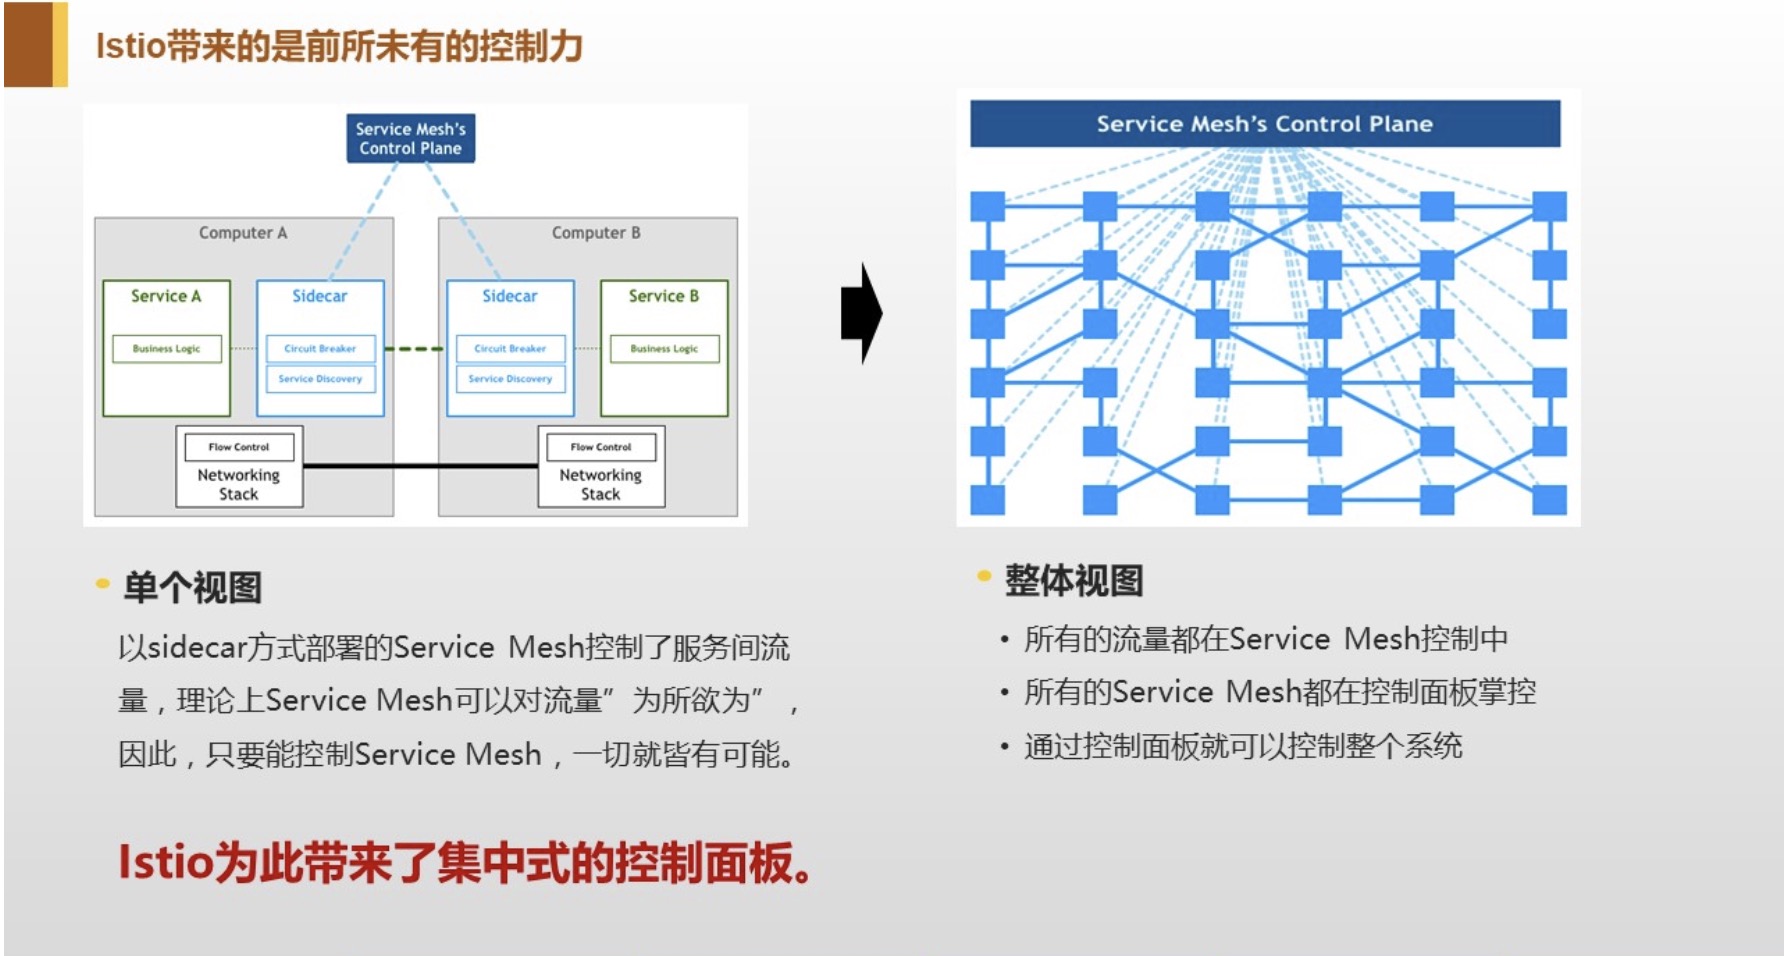 Istio带来的是前所未有的控制力
Service Mesh's
Control Plane
Computer A
Computer B
Service A
Sidecar
Sidecar
Service B
Business Logic
Circuit Breaker
Circuit Breaker
Business Logic
Service Discovery
Service Discovery
Flow Control
Flow Control
Networking
Stack
Networking
Stack
Service Mesh's Control Plane
单个视图
以sidecar方式部署的Service Mesh控制了服务间流
量，理论上Service Mesh可以对流量”为所欲为”，
因此，只要能控制Service Mesh，一切就皆有可能。
整体视图
• 所有的流量都在Service Mesh控制中
• 所有的Service Mesh都在控制面板掌控
• 通过控制面板就可以控制整个系统
Istio为此带来了集中式的控制面板。